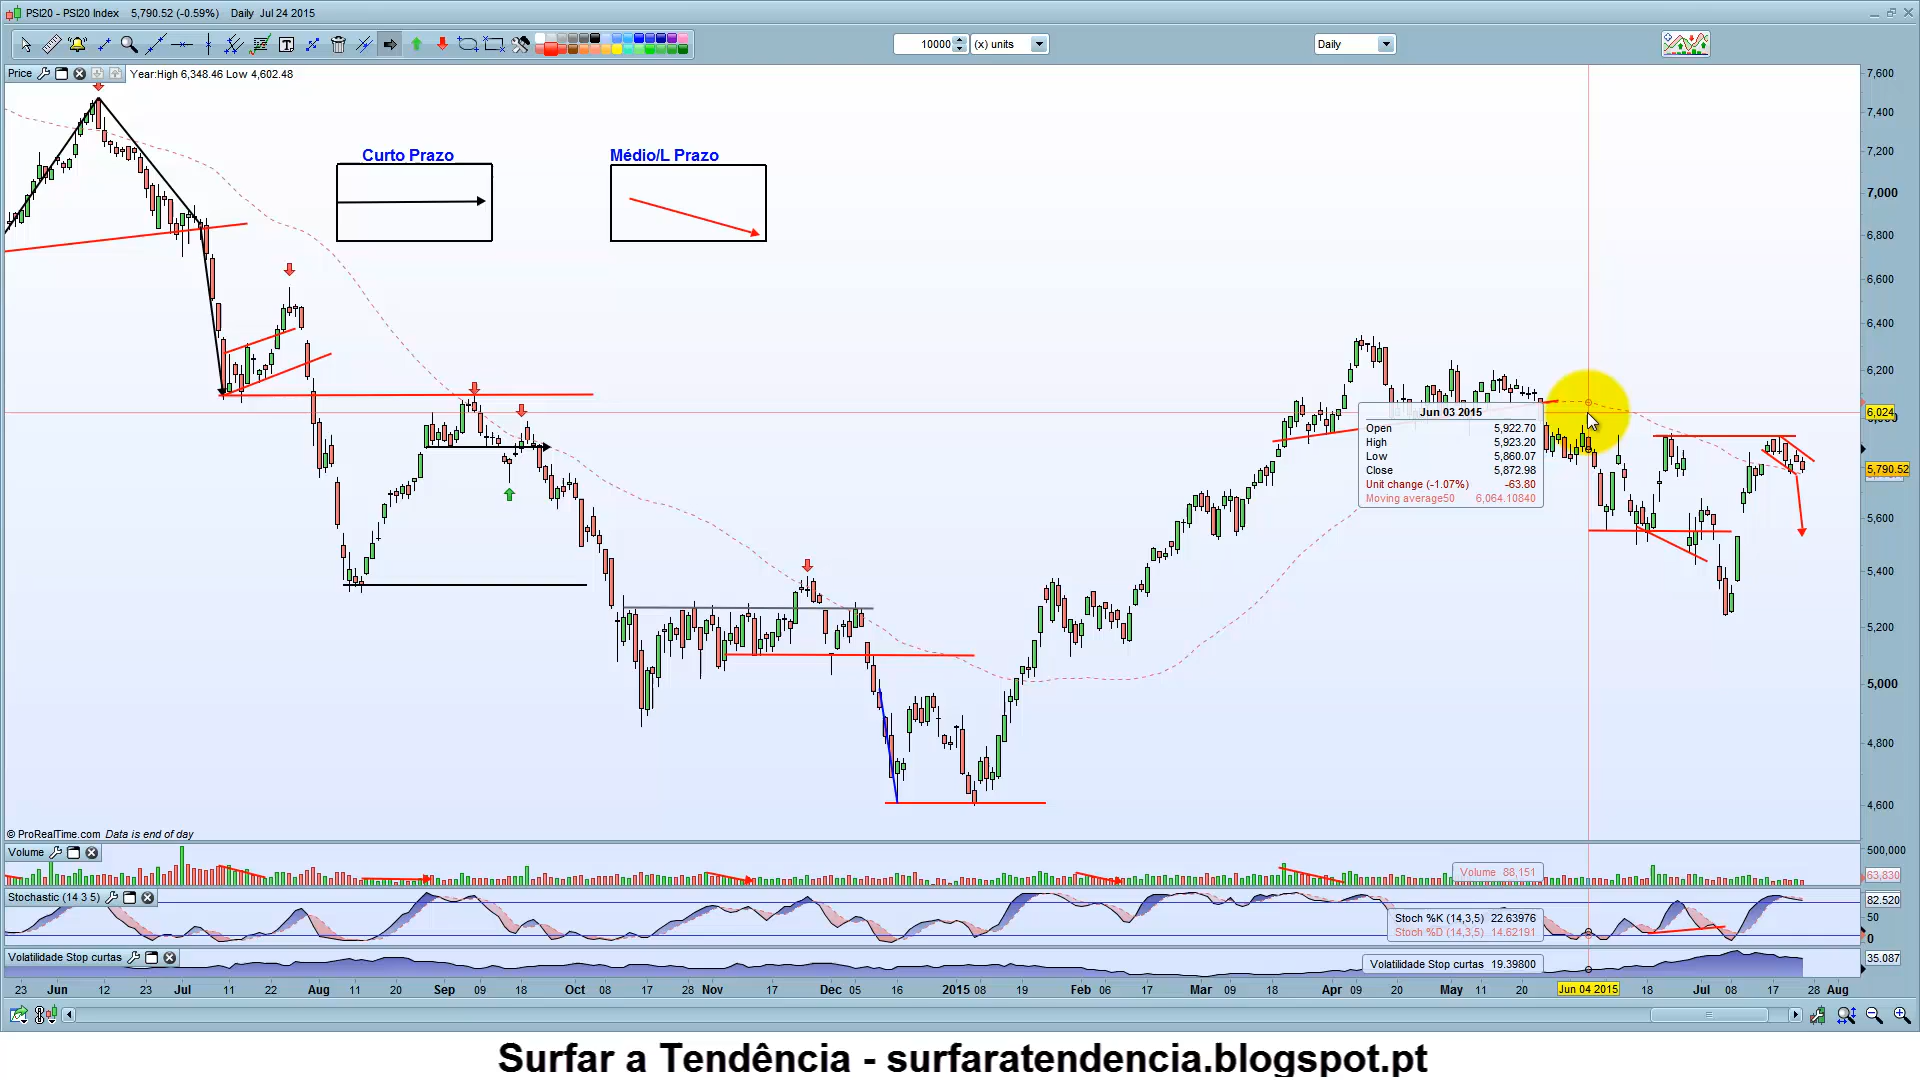 PSI20 - PSI20 Index 5,790.52 (-0.59%) Daily Jul 24 2015
10000 (x) units Daily
Price Year:High 6,348.46 Low 4,602.48
7,600
7,400
Curto Prazo Médio/L Prazo
7,200
7,000
6,800
6,600
6,400
6,200
Jun 03 2015
6,024
Open 5,922.70
High 5,923.20
Low 5,860.07
Close 5,872.98
5,790.52
Unit change (-1.07%) -63.80
Moving average50 6,064.10840
5,600
5,400
5,200
5,000
4,800
4,600
© ProRealTime.com Data is end of day
Volume 500,000
Volume 88,151 63,830
Stochastic (14 3 5) 82.520
Stoch %K (14,3,5) 22.63976 50
Stoch %D (14,3,5) 14.62191 0
Volatilidade Stop curtas
Volatilidade Stop curtas 19.39800 35.087
23 Jun 12 23 Jul 11 22 Aug 11 20 Sep 09 18 Oct 08 17 28 Nov 17 Dec 05 16 2015 08 19 Feb 06 17 Mar 09 18 Apr 09 20 May 11 20 Jun 04 2015 18 Jul 08 17 28 Aug
Surfar a Tendência - surfaratendencia.blogspot.pt